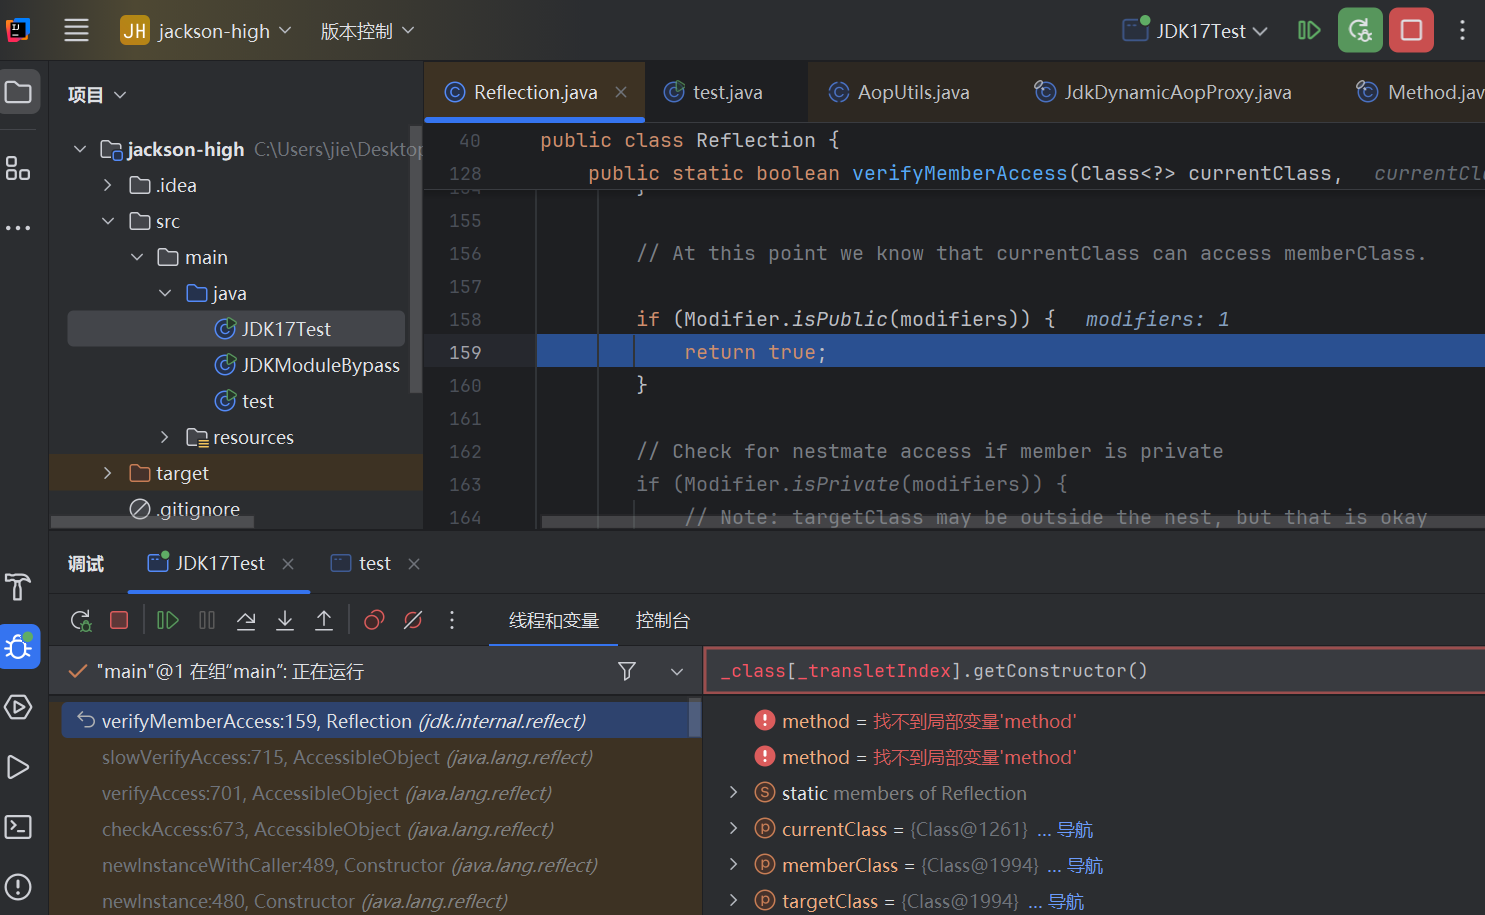 JH jackson-high 版本控制 JDK17Test
项目
Reflection.java test.java AopUtils.java JdkDynamicAopProxy.java Method.jav
jackson-high C:\Users\jie\Desktop
.idea
src
main
java
JDK17Test
JDKModuleBypass
test
resources
target
.gitignore
40 public class Reflection {
128 public static boolean verifyMemberAccess(Class<?> currentClass, currentCl
154 }
155
156 // At this point we know that currentClass can access memberClass.
157
158 if (Modifier.isPublic(modifiers)) { modifiers: 1
159 return true;
160 }
161
162 // Check for nestmate access if member is private
163 if (Modifier.isPrivate(modifiers)) {
164 // Note: targetClass may be outside the nest, but that is okay
调试 JDK17Test test
线程和变量 控制台
"main"@1 在组“main”: 正在运行
verifyMemberAccess:159, Reflection (jdk.internal.reflect)
slowVerifyAccess:715, AccessibleObject (java.lang.reflect)
verifyAccess:701, AccessibleObject (java.lang.reflect)
checkAccess:673, AccessibleObject (java.lang.reflect)
newInstanceWithCaller:489, Constructor (java.lang.reflect)
newInstance:480, Constructor (java.lang.reflect)
_class[_transletIndex].getConstructor()
method = 找不到局部变量'method'
method = 找不到局部变量'method'
static members of Reflection
currentClass = {Class@1261} ... 导航
memberClass = {Class@1994} ... 导航
targetClass = {Class@1994} ... 导航